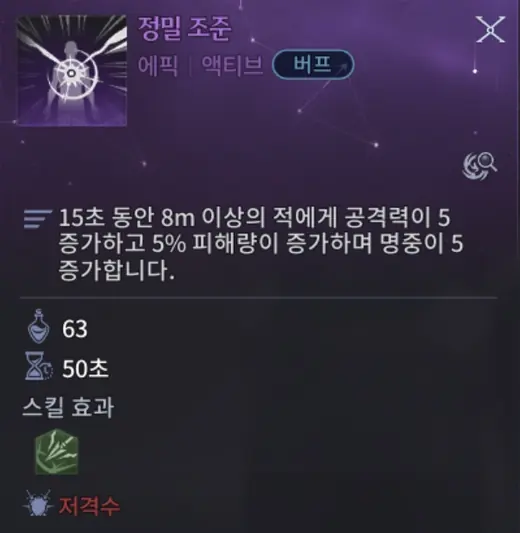 정밀 조준
에픽 | 액티브 버프
15초 동안 8m 이상의 적에게 공격력이 5
증가하고 5% 피해량이 증가하며 명중이 5
증가합니다.
63
50초
스킬 효과
저격수